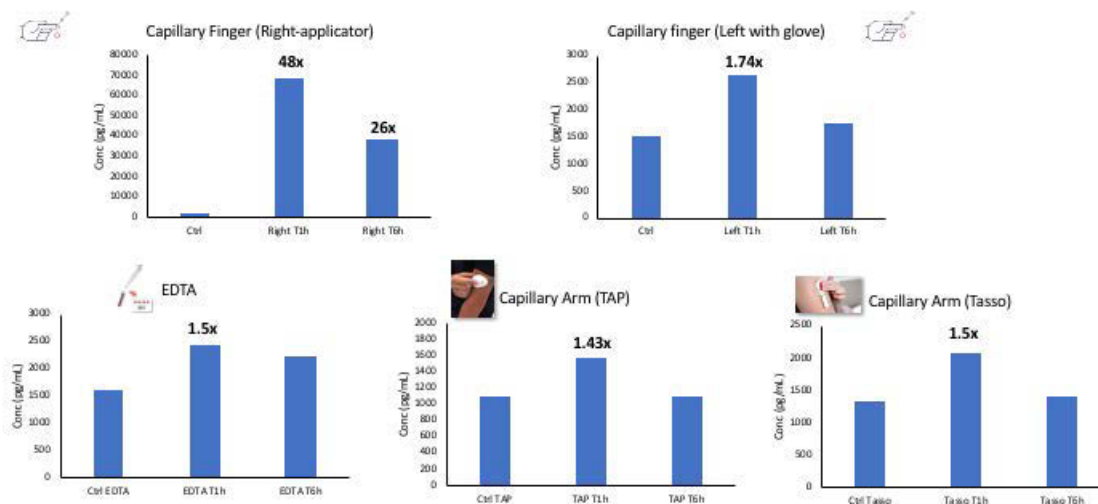 Capillary Finger (Right-applicator)
Conc (pg/mL)
80000
70000
60000
50000
40000
30000
20000
10000
0
48x
26x
Ctrl
Right T1h
Right T6h
Capillary finger (Left with glove)
Conc (pg/mL)
3000
2500
2000
1500
1000
500
0
1.74x
Ctrl
Left T1h
Left T6h
EDTA
Conc (pg/mL)
3000
2500
2000
1500
1000
500
0
1.5x
Ctrl EDTA
EDTA T1h
EDTA T6h
Capillary Arm (TAP)
Conc (pg/mL)
2000
1800
1600
1400
1200
1000
800
600
400
200
0
1.43x
Ctrl TAP
TAP T1h
TAP T6h
Capillary Arm (Tasso)
Conc (pg/mL)
2500
2000
1500
1000
500
0
1.5x
Ctrl Tasso
Tasso T1h
Tasso T6h